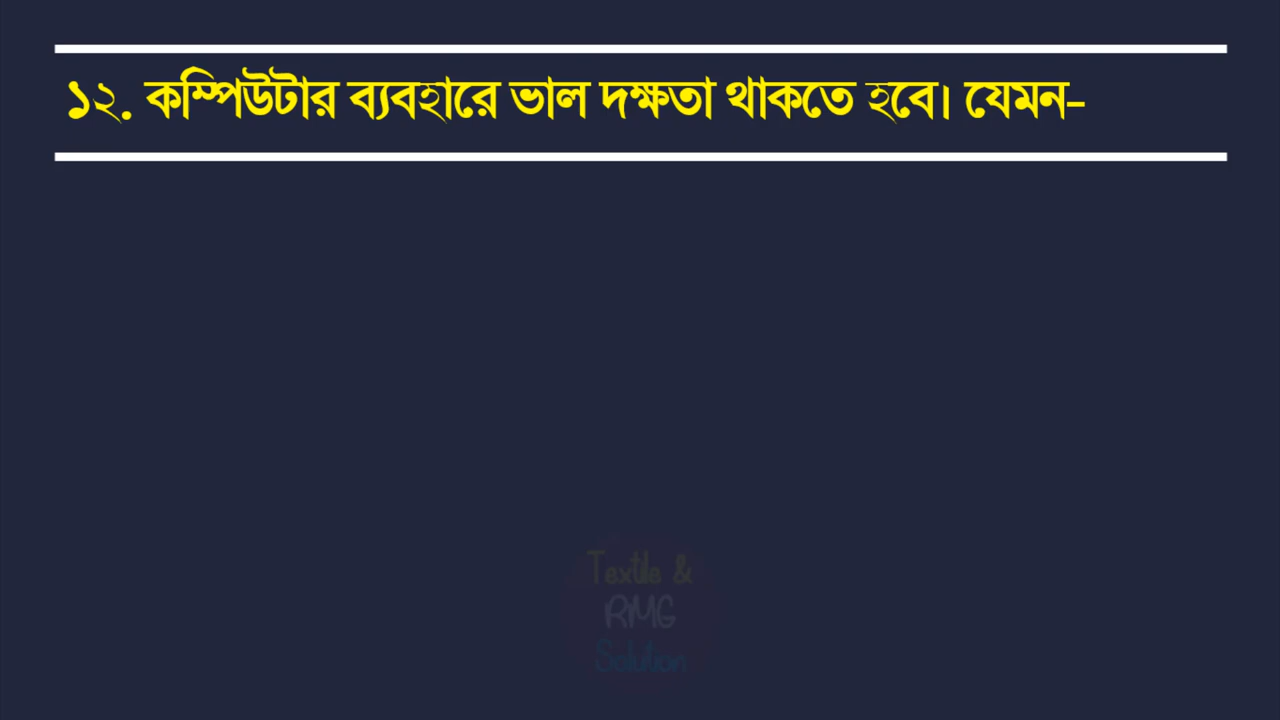 ১২. কম্পিউটার ব্যবহারে ভাল দক্ষতা থাকতে হবে। যেমন-
Textile &
RMG
Solution